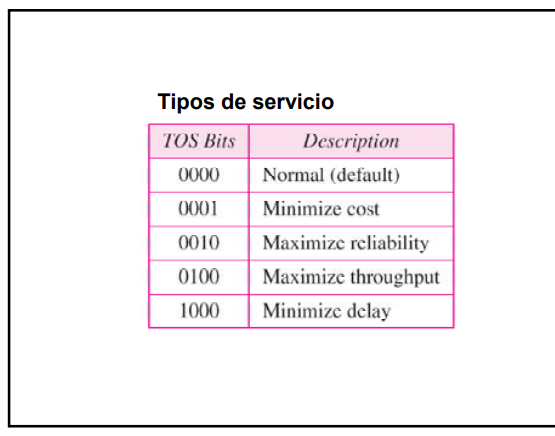 Tipos de servicio
TOS Bits Description
0000 Normal (default)
0001 Minimize cost
0010 Maximize reliability
0100 Maximize throughput
1000 Minimize delay